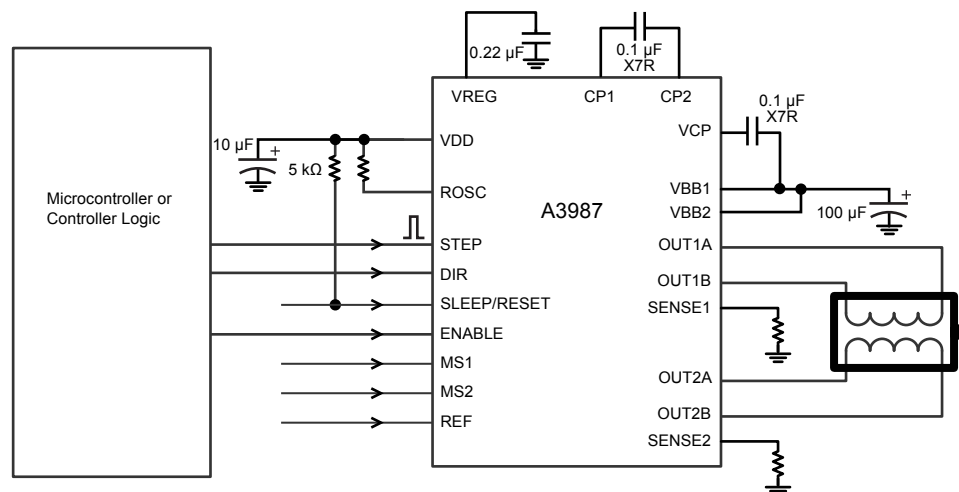 0.22 µF
0.1 µF
X7R
VREG
CP1
CP2
0.1 µF
X7R
VCP
10 µF
+
VDD
5 kΩ
ROSC
Microcontroller or
Controller Logic
A3987
VBB1
VBB2
+
100 µF
STEP
OUT1A
DIR
OUT1B
SLEEP/RESET
SENSE1
ENABLE
MS1
OUT2A
MS2
OUT2B
REF
SENSE2